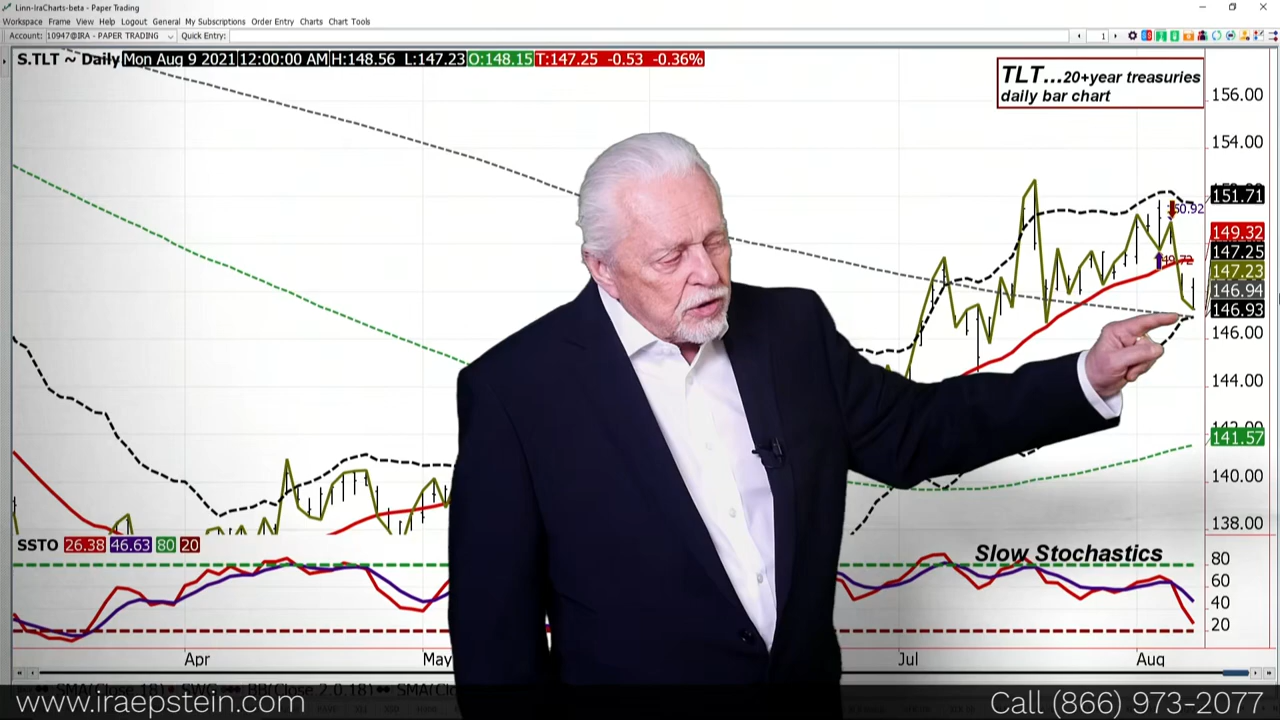 Linn-IraCharts-beta - Paper Trading
Workspace Frame View Help Logout General My Subscriptions Order Entry Charts Chart Tools
Account: 10947@IRA - PAPER TRADING Quick Entry: 1
S.TLT ~ Daily Mon Aug 9 2021 12:00:00 AM H:148.56 L:147.23 O:148.15 T:147.25 -0.53 -0.36%
TLT...20+year treasuries
daily bar chart
156.00
154.00
151.71
149.32
147.25
147.23
146.94
146.93
146.00
144.00
141.57
140.00
138.00
SSTO 26.38 46.63 80 20
Slow Stochastics
80
60
40
20
Apr May Jul Aug
www.iraepstein.com
Call (866) 973-2077